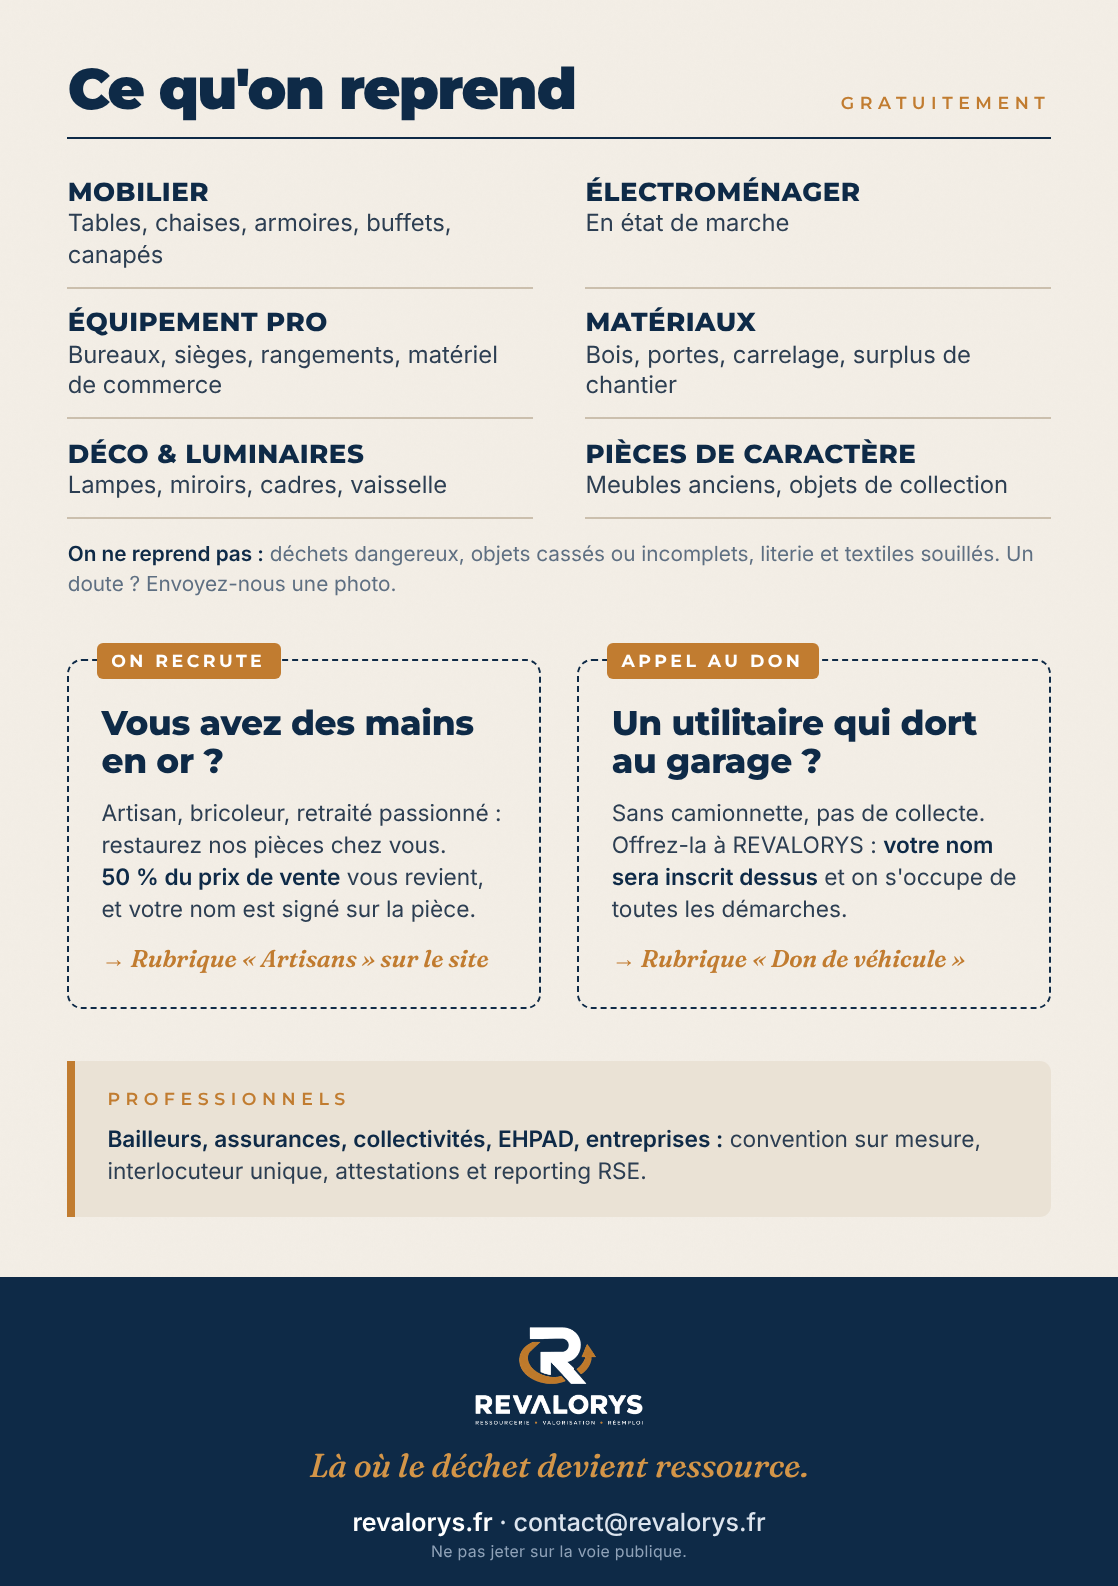 Ce qu'on reprend
GRATUITEMENT
MOBILIER
Tables, chaises, armoires, buffets,
canapés
ÉLECTROMÉNAGER
En état de marche
ÉQUIPEMENT PRO
Bureaux, sièges, rangements, matériel
de commerce
MATÉRIAUX
Bois, portes, carrelage, surplus de
chantier
DÉCO & LUMINAIRES
Lampes, miroirs, cadres, vaisselle
PIÈCES DE CARACTÈRE
Meubles anciens, objets de collection
On ne reprend pas : déchets dangereux, objets cassés ou incomplets, literie et textiles souillés. Un
doute ? Envoyez-nous une photo.
ON RECRUTE
Vous avez des mains
en or ?
Artisan, bricoleur, retraité passionné :
restaurez nos pièces chez vous.
50 % du prix de vente vous revient,
et votre nom est signé sur la pièce.
→ Rubrique « Artisans » sur le site
APPEL AU DON
Un utilitaire qui dort
au garage ?
Sans camionnette, pas de collecte.
Offrez-la à REVALORYS : votre nom
sera inscrit dessus et on s'occupe de
toutes les démarches.
→ Rubrique « Don de véhicule »
PROFESSIONNELS
Bailleurs, assurances, collectivités, EHPAD, entreprises : convention sur mesure,
interlocuteur unique, attestations et reporting RSE.
REVALORYS
RESSOURCERIE • VALORISATION • RÉEMPLOI
Là où le déchet devient ressource.
revalorys.fr · contact@revalorys.fr
Ne pas jeter sur la voie publique.